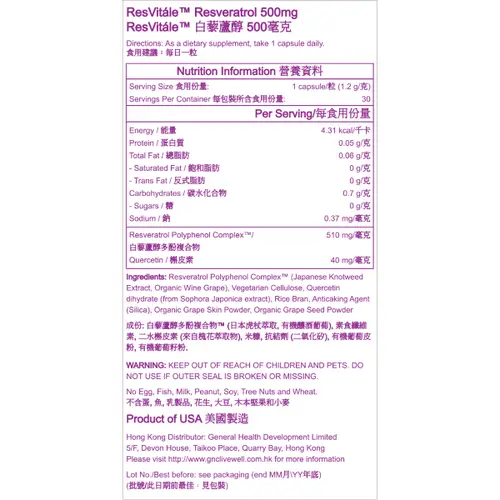 ResVitále™ Resveratrol 500mg
ResVitále™ 白藜蘆醇 500毫克
Directions: As a dietary supplement, take 1 capsule daily.
食用建議：每日一粒
Nutrition Information 營養資料
Serving Size 食用份量: 1 capsule/粒 (1.2 g/克)
Servings Per Container 每包裝所含食用份量: 30
Per Serving/每食用份量
Energy / 能量 4.31 kcal/千卡
Protein / 蛋白質 0.05 g/克
Total Fat / 總脂肪 0.06 g/克
- Saturated Fat / 飽和脂肪 0 g/克
- Trans Fat / 反式脂肪 0 g/克
Carbohydrates / 碳水化合物 0.7 g/克
- Sugars / 糖 0 g/克
Sodium / 鈉 0.37 mg/毫克
Resveratrol Polyphenol Complex™/ 510 mg/毫克
白藜蘆醇多酚複合物
Quercetin / 槲皮素 40 mg/毫克
Ingredients: Resveratrol Polyphenol Complex™ (Japanese Knotweed
Extract, Organic Wine Grape), Vegetarian Cellulose, Quercetin
dihydrate (from Sophora Japonica extract), Rice Bran, Anticaking Agent
(Silica), Organic Grape Skin Powder, Organic Grape Seed Powder
成份: 白藜蘆醇多酚複合物™ (日本虎杖萃取, 有機釀酒葡萄), 素食纖維
素, 二水槲皮素 (來自槐花萃取物), 米糠, 抗結劑 (二氧化矽), 有機葡萄皮
粉, 有機葡萄籽粉.
WARNING: KEEP OUT OF REACH OF CHILDREN AND PETS. DO
NOT USE IF OUTER SEAL IS BROKEN OR MISSING.
No Egg, Fish, Milk, Peanut, Soy, Tree Nuts and Wheat.
不含蛋, 魚, 乳製品, 花生, 大豆, 木本堅果和小麥
Product of USA 美國製造
Hong Kong Distributor: General Health Development Limited
5/F, Devon House, Taikoo Place, Quarry Bay, Hong Kong
Please visit http://www.gnclivewell.com.hk for more information
Lot No./Best before: see packaging (end MM月\YY年底)
(批號/此日期前最佳﹕見包裝)